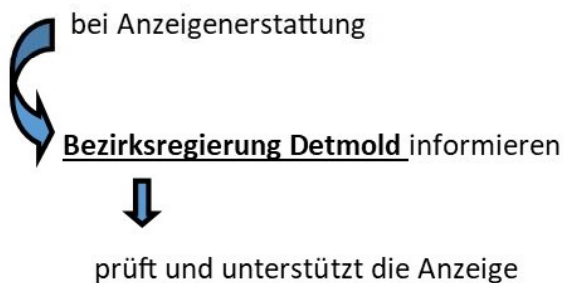 bei Anzeigenerstattung
Bezirksregierung Detmold informieren
prüft und unterstützt die Anzeige